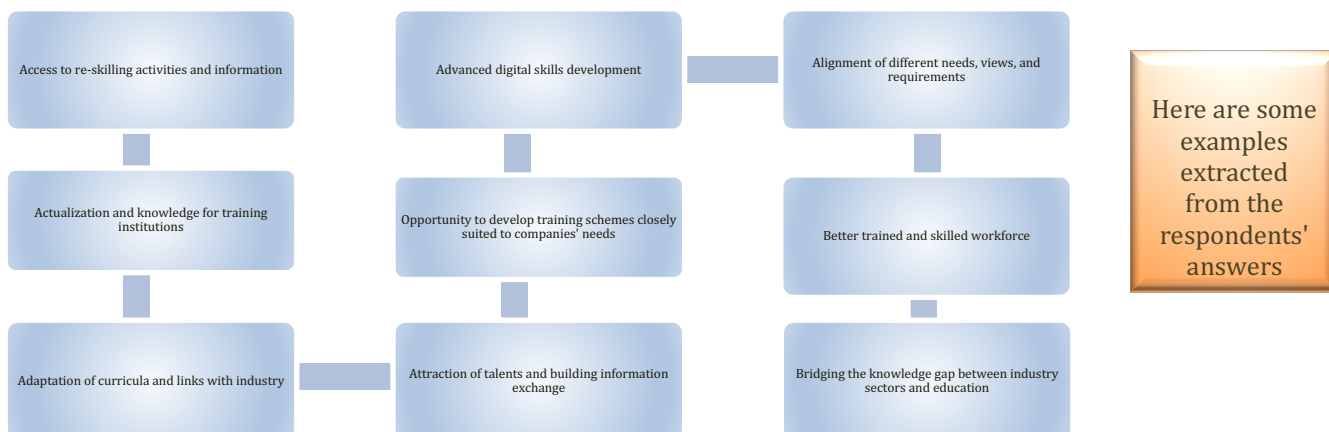 Access to re-skilling activities and information
Actualization and knowledge for training
institutions
Adaptation of curricula and links with industry
Attraction of talents and building information
exchange
Opportunity to develop training schemes closely
suited to companies' needs
Advanced digital skills development
Alignment of different needs, views, and
requirements
Better trained and skilled workforce
Bridging the knowledge gap between industry
sectors and education
Here are some
examples
extracted
from the
respondents'
answers